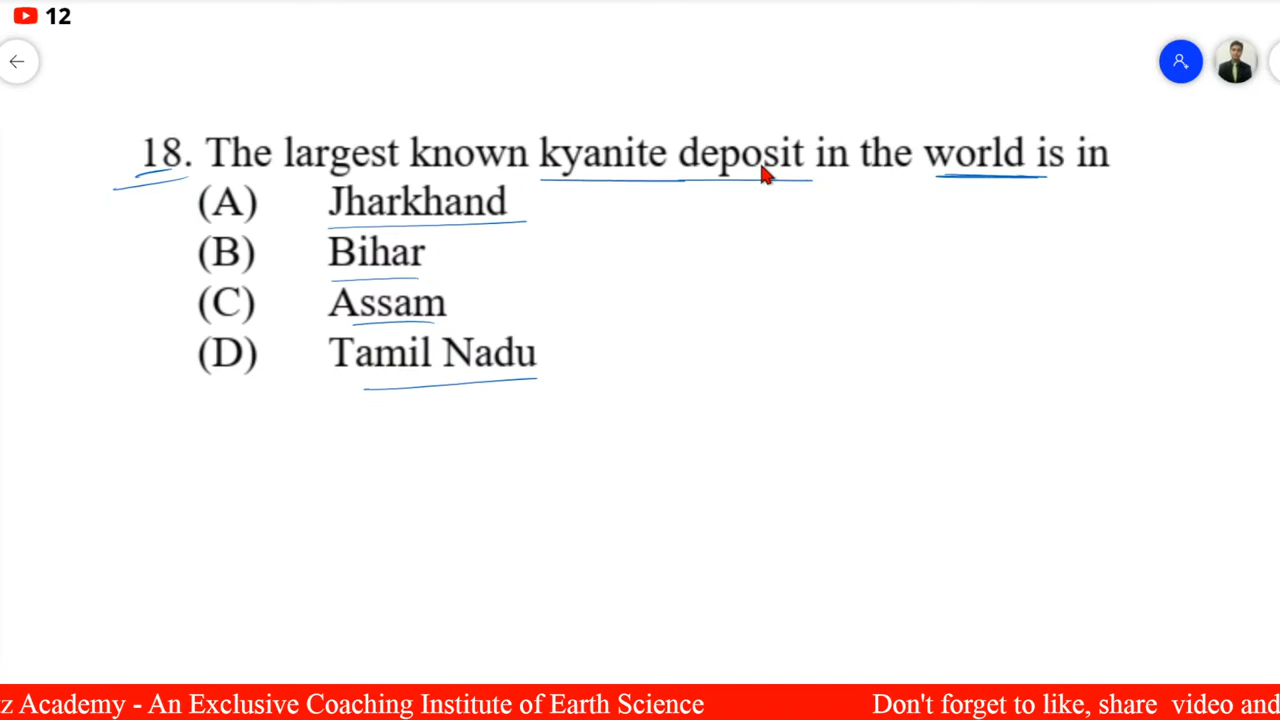 12
18. The largest known kyanite deposit in the world is in
(A) Jharkhand
(B) Bihar
(C) Assam
(D) Tamil Nadu
Academy - An Exclusive Coaching Institute of Earth Science Don't forget to like, share video and